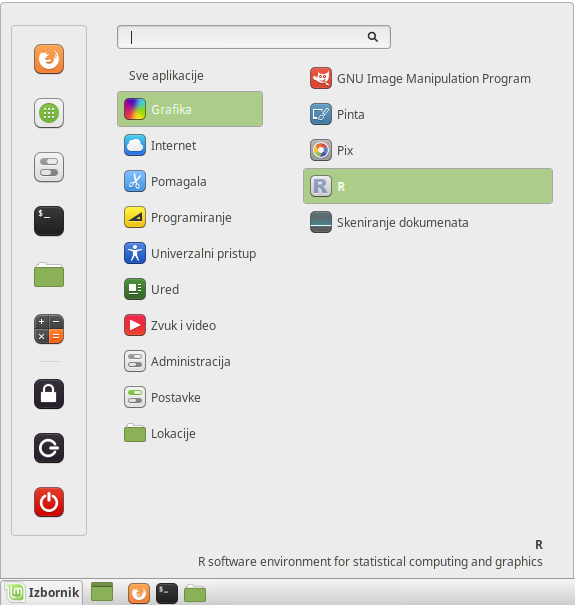 Sve aplikacije
Grafika
Internet
Pomagala
Programiranje
Univerzalni pristup
Ured
Zvuk i video
Administracija
Postavke
Lokacije
GNU Image Manipulation Program
Pinta
Pix
R
Skeniranje dokumenata
R
R software environment for statistical computing and graphics
Izbornik